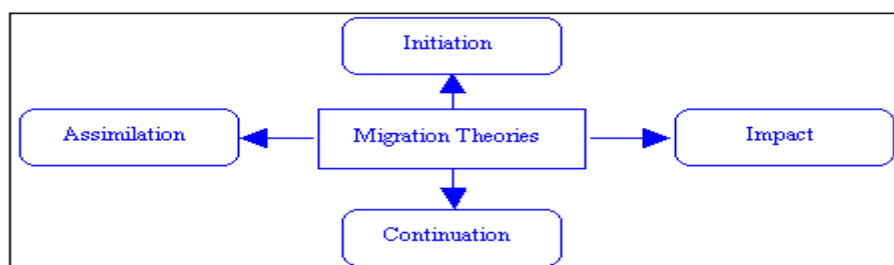 Initiation
Assimilation
Migration Theories
Impact
Continuation